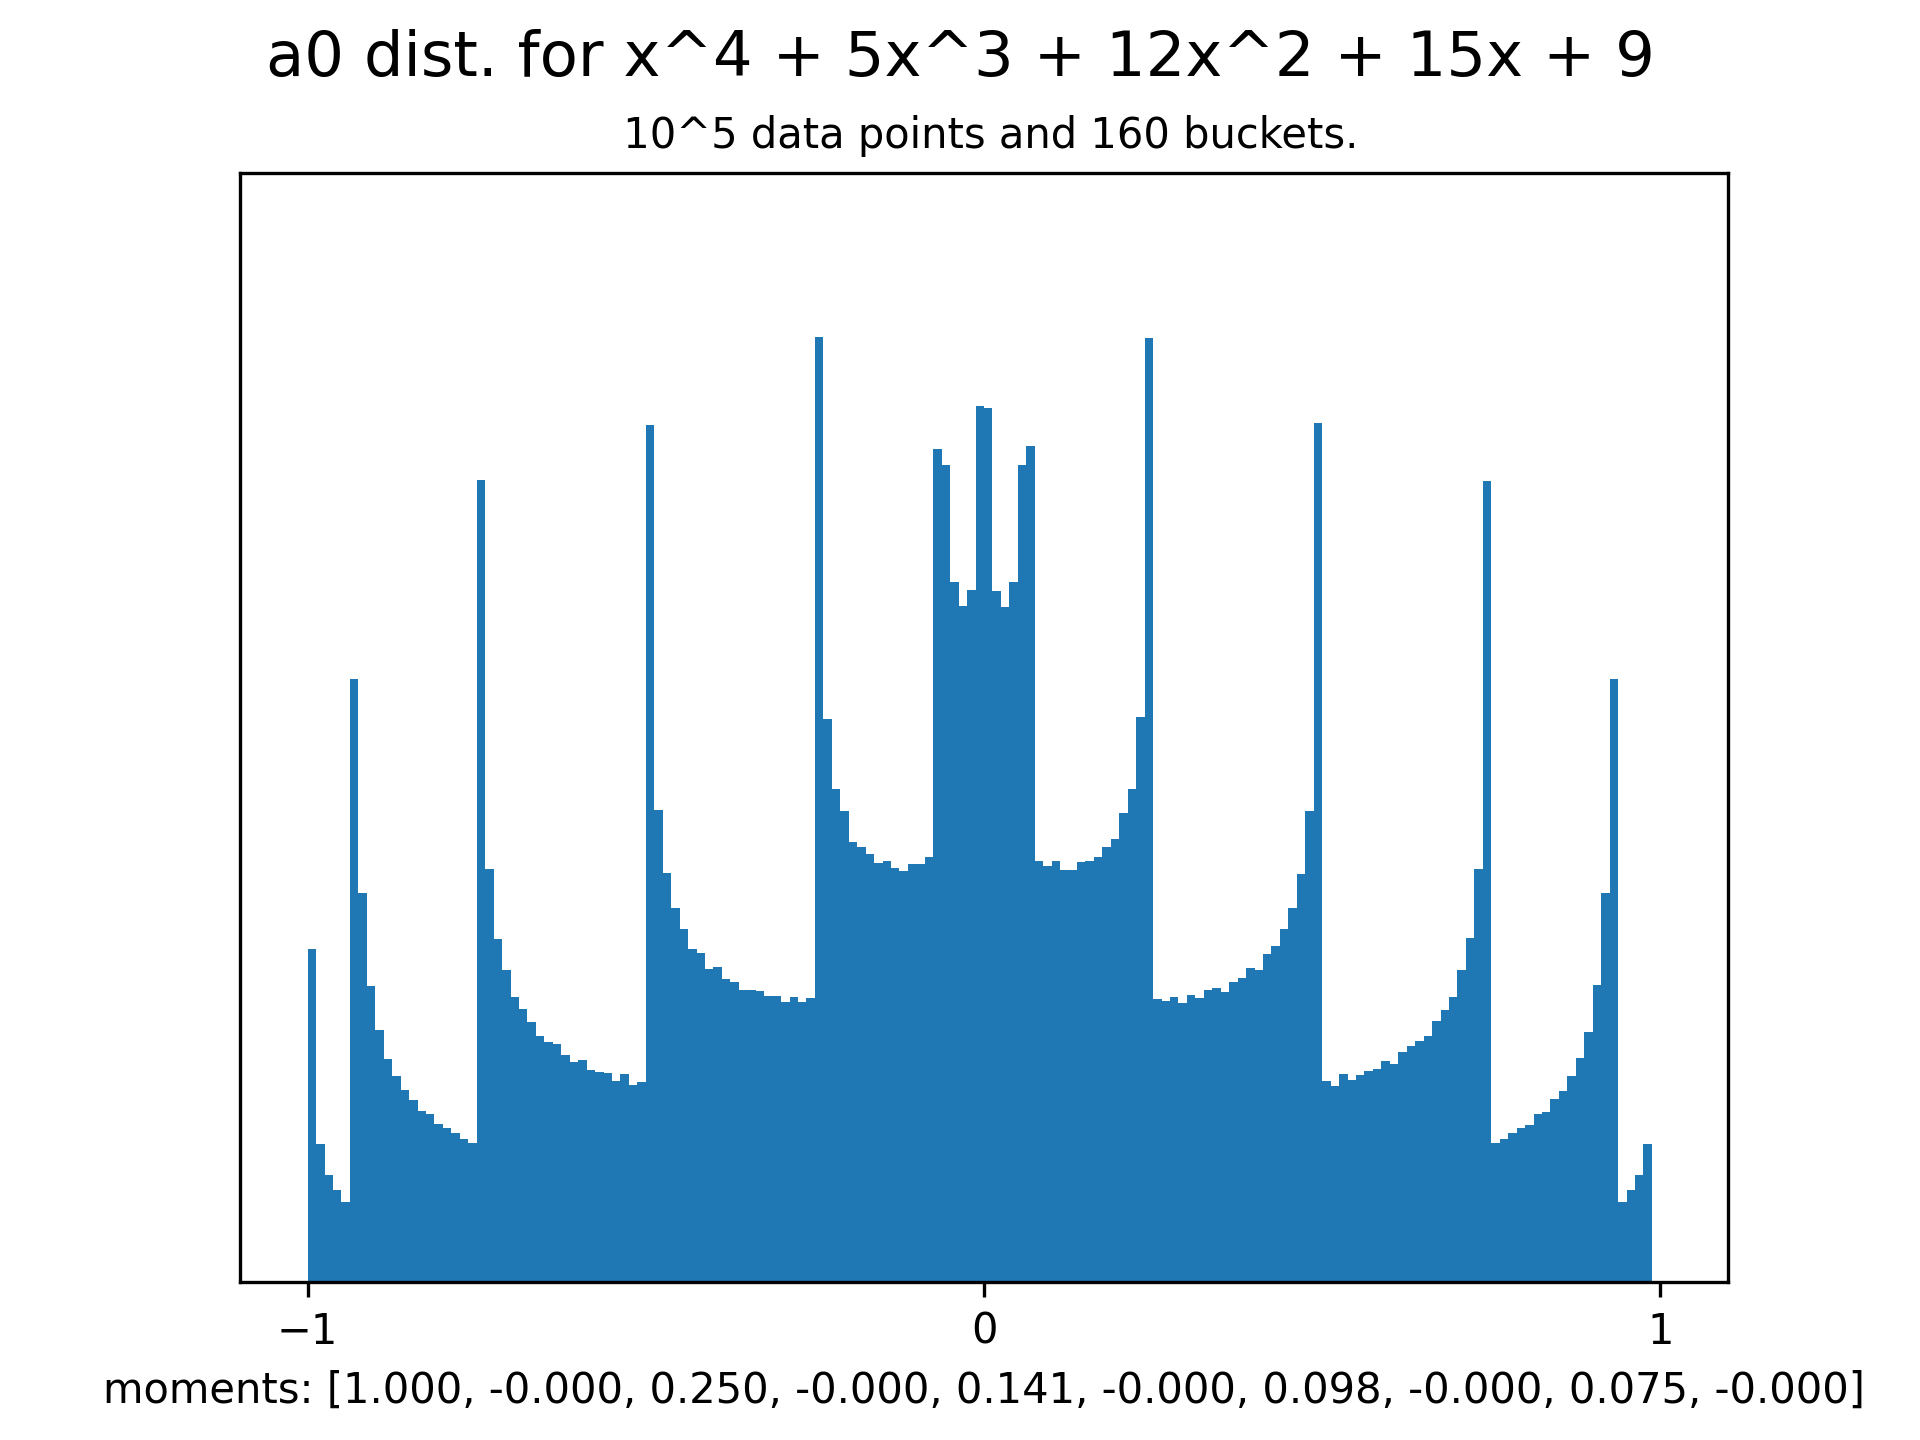 a0 dist. for x^4 + 5x^3 + 12x^2 + 15x + 9
10^5 data points and 160 buckets.
−1 0 1
moments: [1.000, -0.000, 0.250, -0.000, 0.141, -0.000, 0.098, -0.000, 0.075, -0.000]